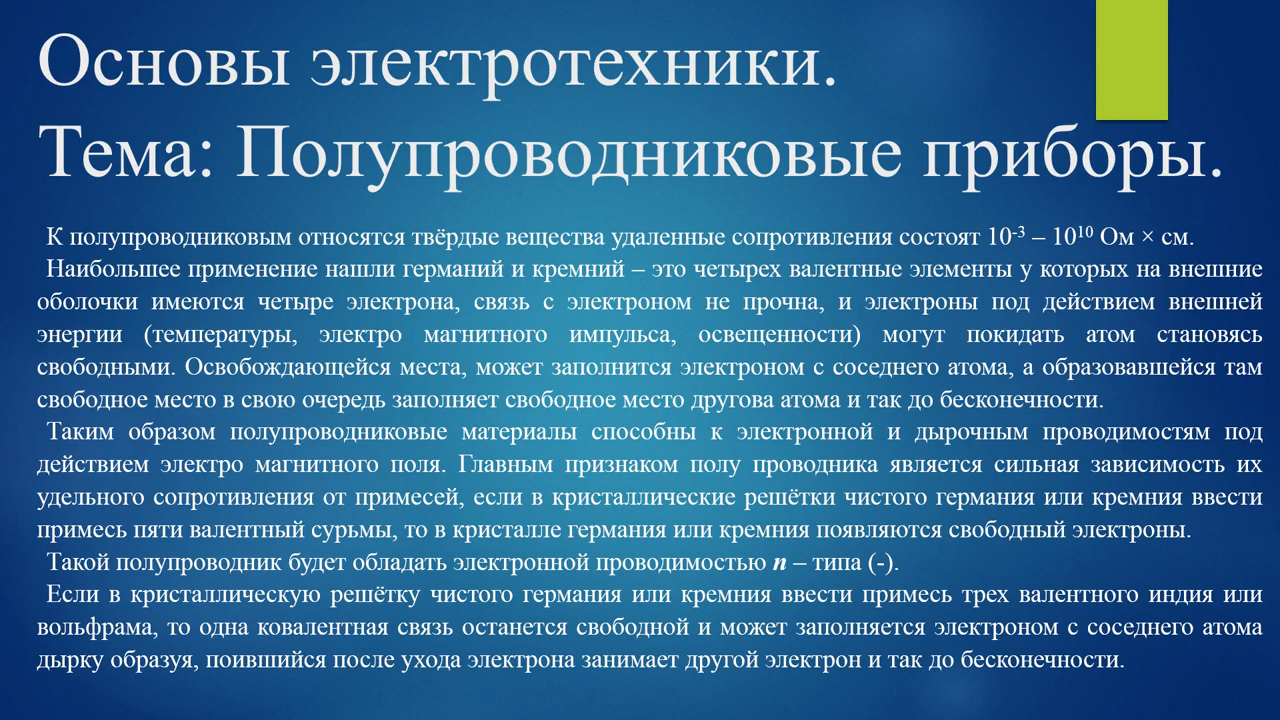 Основы электротехники.
Тема: Полупроводниковые приборы.
К полупроводниковым относятся твёрдые вещества удаленные сопротивления состоят 10⁻³ – 10¹⁰ Ом × см.
Наибольшее применение нашли германий и кремний – это четырех валентные элементы у которых на внешние
оболочки имеются четыре электрона, связь с электроном не прочна, и электроны под действием внешней
энергии (температуры, электро магнитного импульса, освещенности) могут покидать атом становясь
свободными. Освобождающейся места, может заполнится электроном с соседнего атома, а образовавшейся там
свободное место в свою очередь заполняет свободное место другова атома и так до бесконечности.
Таким образом полупроводниковые материалы способны к электронной и дырочным проводимостям под
действием электро магнитного поля. Главным признаком полу проводника является сильная зависимость их
удельного сопротивления от примесей, если в кристаллические решётки чистого германия или кремния ввести
примесь пяти валентный сурьмы, то в кристалле германия или кремния появляются свободный электроны.
Такой полупроводник будет обладать электронной проводимостью n – типа (-).
Если в кристаллическую решётку чистого германия или кремния ввести примесь трех валентного индия или
вольфрама, то одна ковалентная связь останется свободной и может заполняется электроном с соседнего атома
дырку образуя, поившийся после ухода электрона занимает другой электрон и так до бесконечности.